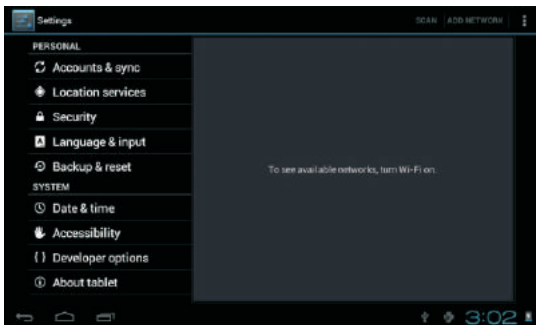 Settings
SCAN ADD NETWORK
PERSONAL
Accounts & sync
Location services
Security
A Language & input
Backup & reset
To see available networks, turn Wi-Fi on.
SYSTEM
Date & time
Accessibility
{ } Developer options
About tablet
3:02